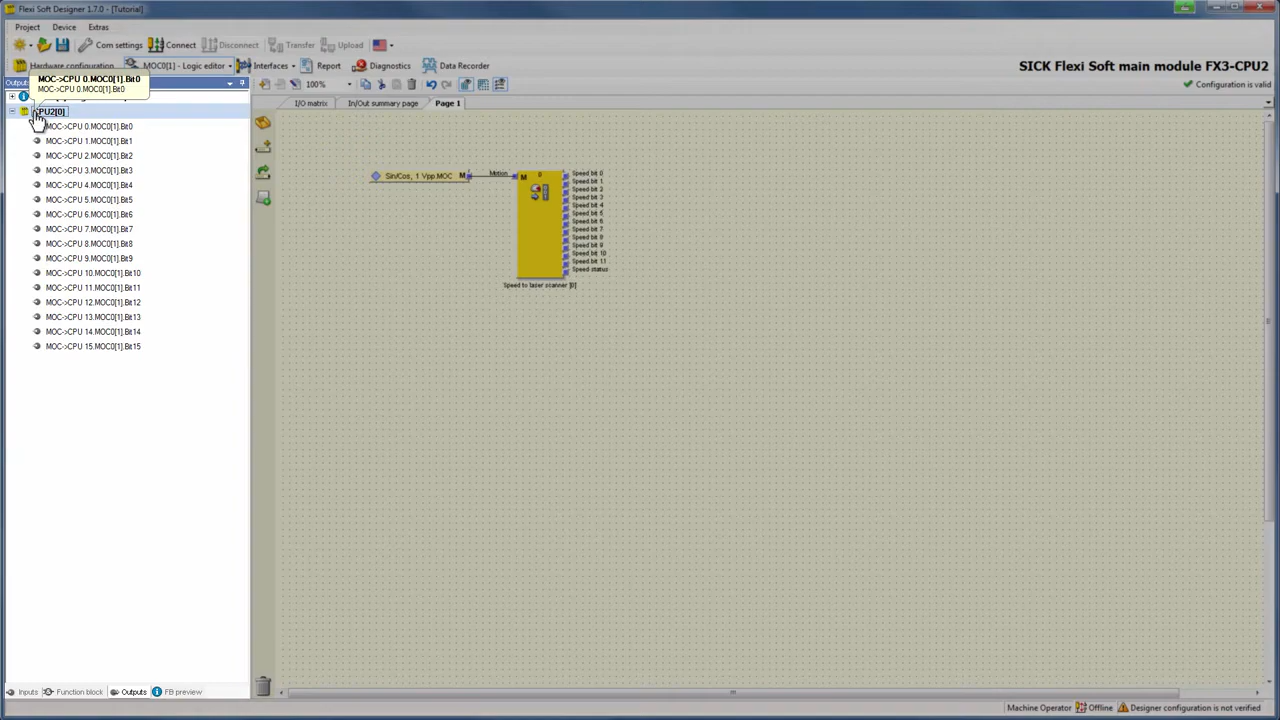 Flexi Soft Designer 1.7.0 - [Tutorial]
Project Device Extras
Com settings Connect Disconnect Transfer Upload
Hardware configuration MOC0[1] - Logic editor Interfaces Report Diagnostics Data Recorder
SICK Flexi Soft main module FX3-CPU2
Outputs
MOC->CPU 0.MOC0[1].Bit0
MOC->CPU 0.MOC0[1].Bit0
100%
Configuration is valid
I/O matrix In/Out summary page Page 1
CPU2[0]
MOC->CPU 0.MOC0[1].Bit0
MOC->CPU 1.MOC0[1].Bit1
MOC->CPU 2.MOC0[1].Bit2
MOC->CPU 3.MOC0[1].Bit3
MOC->CPU 4.MOC0[1].Bit4
MOC->CPU 5.MOC0[1].Bit5
MOC->CPU 6.MOC0[1].Bit6
MOC->CPU 7.MOC0[1].Bit7
MOC->CPU 8.MOC0[1].Bit8
MOC->CPU 9.MOC0[1].Bit9
MOC->CPU 10.MOC0[1].Bit10
MOC->CPU 11.MOC0[1].Bit11
MOC->CPU 12.MOC0[1].Bit12
MOC->CPU 13.MOC0[1].Bit13
MOC->CPU 14.MOC0[1].Bit14
MOC->CPU 15.MOC0[1].Bit15
Sin/Cos, 1 Vpp.MOC M
Motion
M
0
Speed bit 0
Speed bit 1
Speed bit 2
Speed bit 3
Speed bit 4
Speed bit 5
Speed bit 6
Speed bit 7
Speed bit 8
Speed bit 9
Speed bit 10
Speed bit 11
Speed status
Speed to laser scanner [0]
Inputs Function block Outputs FB preview
Machine Operator Offline Designer configuration is not verified